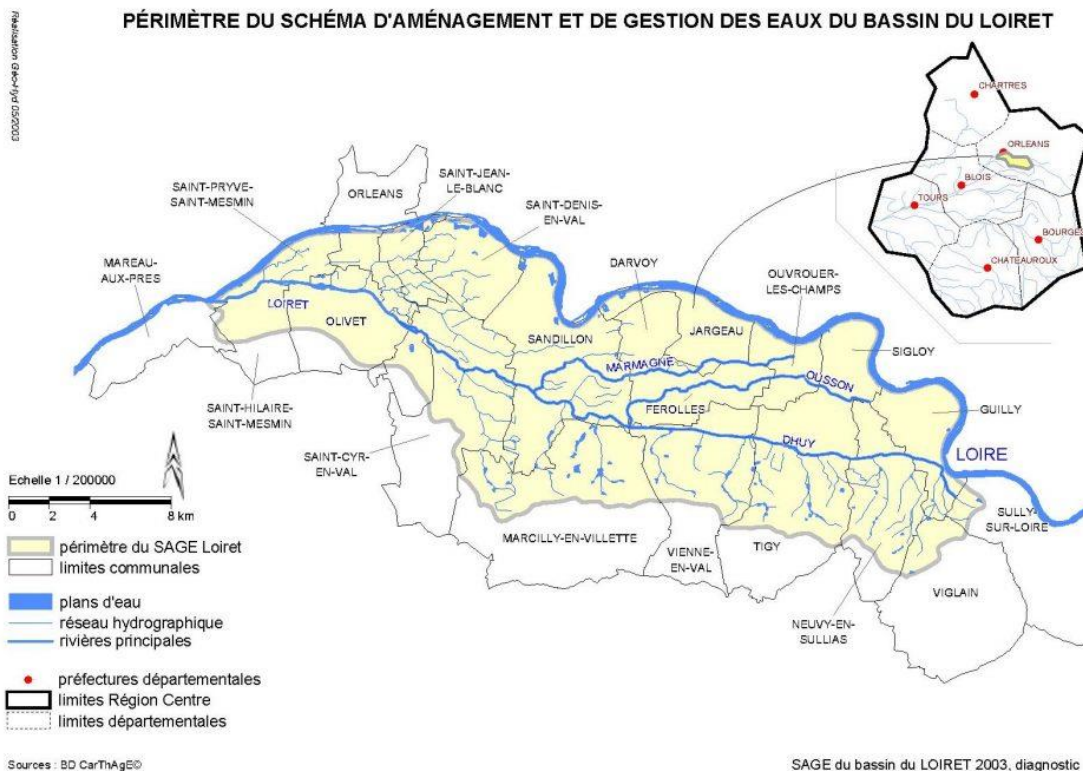 PÉRIMÈTRE DU SCHÉMA D'AMÉNAGEMENT ET DE GESTION DES EAUX DU BASSIN DU LOIRET
Réalisation Géo-Hyd 05/2003
CHARTRES
ORLEANS
BLOIS
TOURS
BOURGES
CHATEAUROUX
ORLEANS
SAINT-JEAN-
LE-BLANC
SAINT-PRYVE-
SAINT-MESMIN
SAINT-DENIS-
EN-VAL
MAREAU-
AUX-PRES
DARVOY
OUVROUER-
LES-CHAMPS
LOIRET
OLIVET
SANDILLON
JARGEAU
SIGLOY
MARMAGNE
OUSSON
FEROLLES
GUILLY
SAINT-HILAIRE-
SAINT-MESMIN
DHUY
LOIRE
SAINT-CYR-
EN-VAL
SULLY-
SUR-LOIRE
MARCILLY-EN-VILLETTE
VIENNE-
EN-VAL
TIGY
VIGLAIN
NEUVY-EN-
SULLIAS
Echelle 1 / 200000
0 2 4 8 km
périmètre du SAGE Loiret
limites communales
plans d'eau
réseau hydrographique
rivières principales
préfectures départementales
limites Région Centre
limites départementales
Sources : BD CarThAgE©
SAGE du bassin du LOIRET 2003, diagnostic